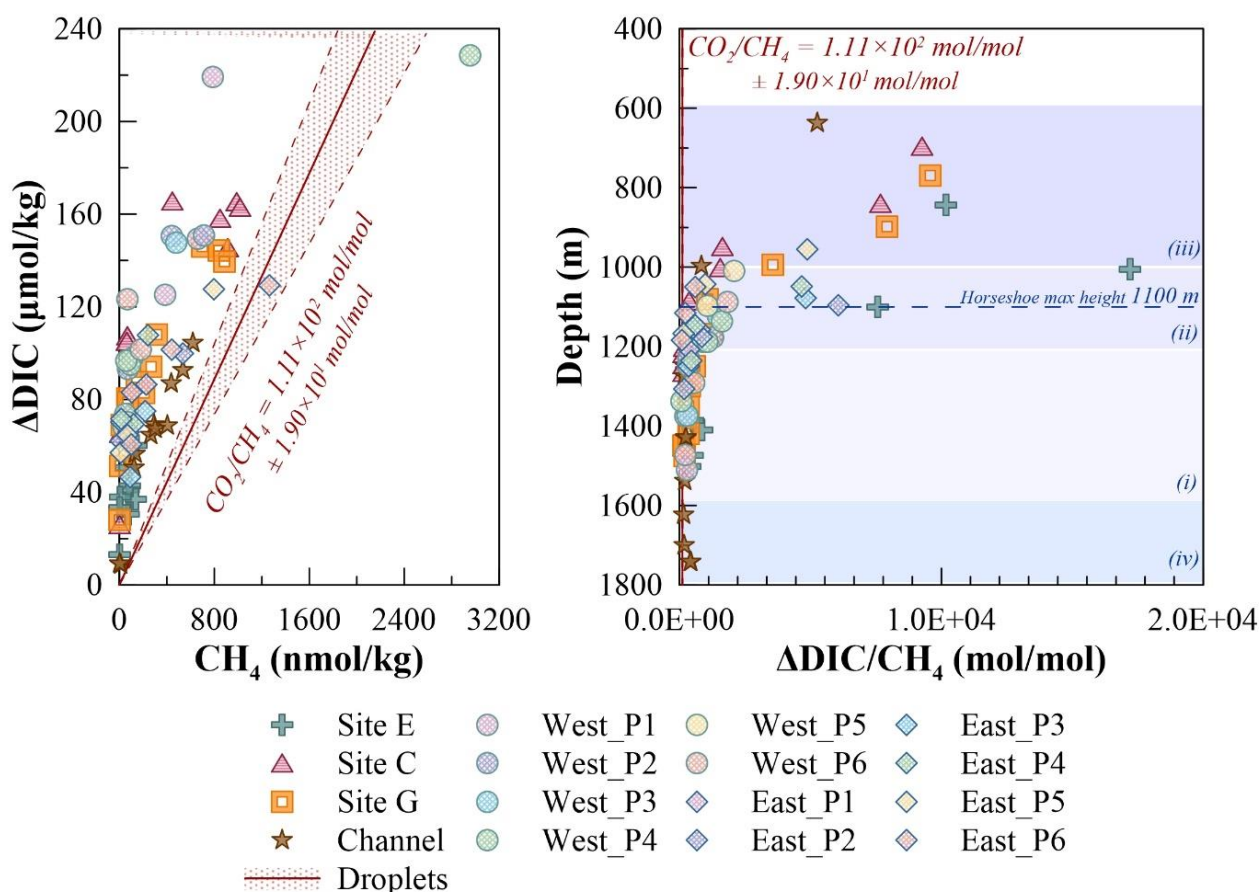 240
200
160
120
80
40
0
ΔDIC (μmol/kg)
0 800 1600 2400 3200
CH₄ (nmol/kg)
CO₂/CH₄ = 1.11×10² mol/mol
± 1.90×10¹ mol/mol
400
600
800
1000
1200
1400
1600
1800
Depth (m)
CO₂/CH₄ = 1.11×10² mol/mol
± 1.90×10¹ mol/mol
(iii)
Horseshoe max height 1100 m
(ii)
(i)
(iv)
0.0E+00 1.0E+04 2.0E+04
ΔDIC/CH₄ (mol/mol)
Site E West_P1 West_P5 East_P3
Site C West_P2 West_P6 East_P4
Site G West_P3 East_P1 East_P5
Channel West_P4 East_P2 East_P6
Droplets